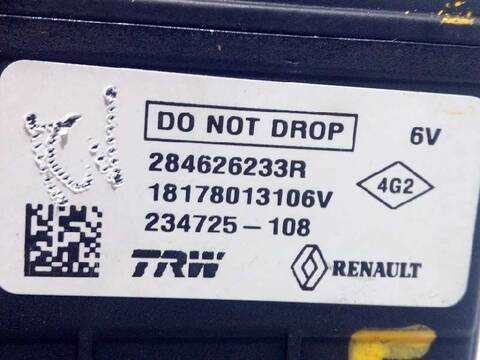 DO NOT DROP 6V
284626233R
18178013106V 4G2
234725-108
TRW RENAULT